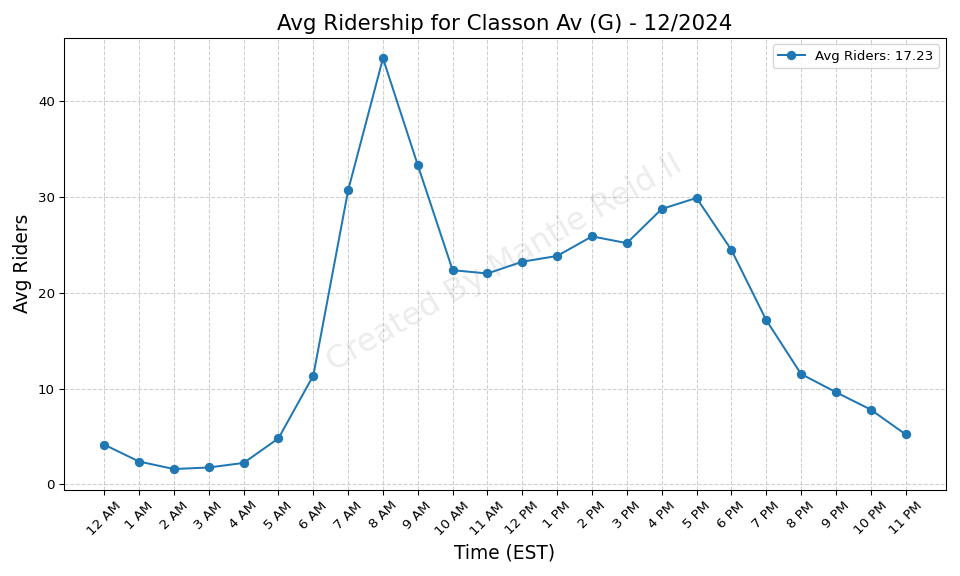 Avg Ridership for Classon Av (G) - 12/2024
Avg Riders: 17.23
40
30
20
10
0
Avg Riders
Created By Mantie Reid II
12 AM
1 AM
2 AM
3 AM
4 AM
5 AM
6 AM
7 AM
8 AM
9 AM
10 AM
11 AM
12 PM
1 PM
2 PM
3 PM
4 PM
5 PM
6 PM
7 PM
8 PM
9 PM
10 PM
11 PM
Time (EST)